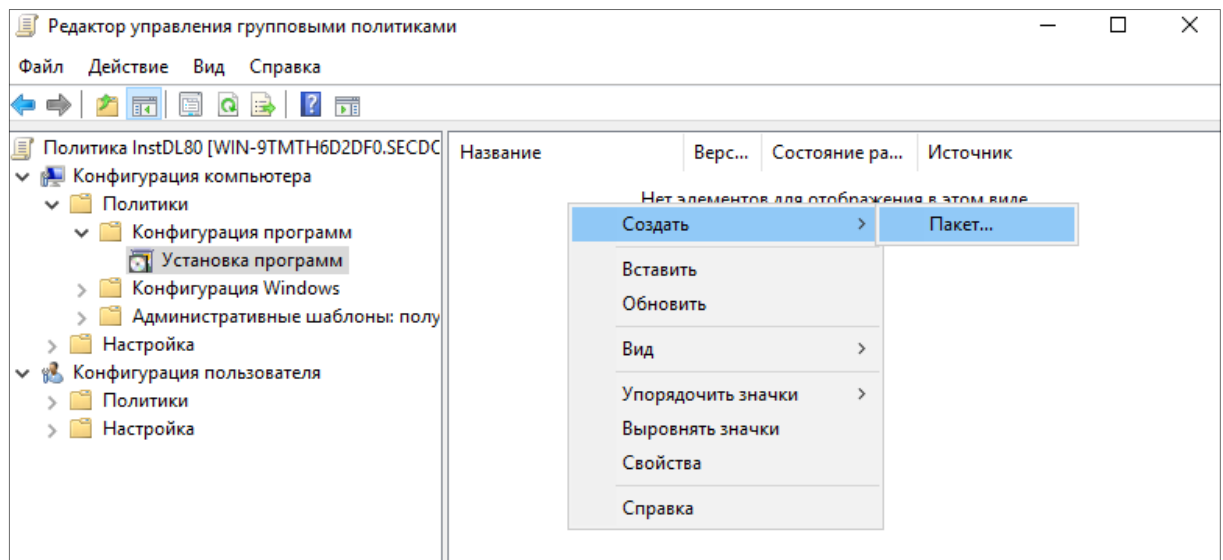 Редактор управления групповыми политиками
Файл Действие Вид Справка
Политика InstDL80 [WIN-9TMTH6D2DF0.SECDC
Название Верс... Состояние ра... Источник
Конфигурация компьютера
Политики
Нет элементов для отображения в этом виде.
Конфигурация программ
Создать > Пакет...
Установка программ
Вставить
Конфигурация Windows
Обновить
Административные шаблоны: полу
Настройка
Вид >
Конфигурация пользователя
Политики
Упорядочить значки >
Настройка
Выровнять значки
Свойства
Справка